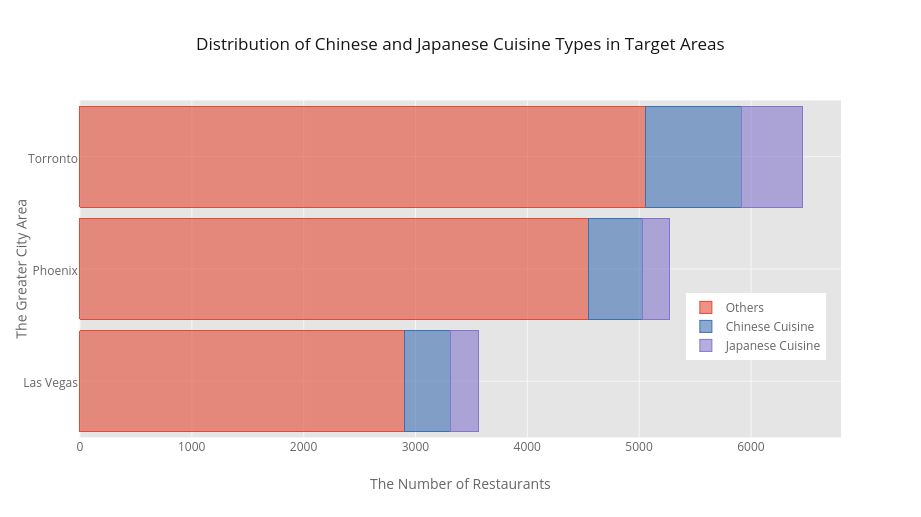 Distribution of Chinese and Japanese Cuisine Types in Target Areas
The Greater City Area
Torronto
Phoenix
Las Vegas
Others
Chinese Cuisine
Japanese Cuisine
0 1000 2000 3000 4000 5000 6000
The Number of Restaurants